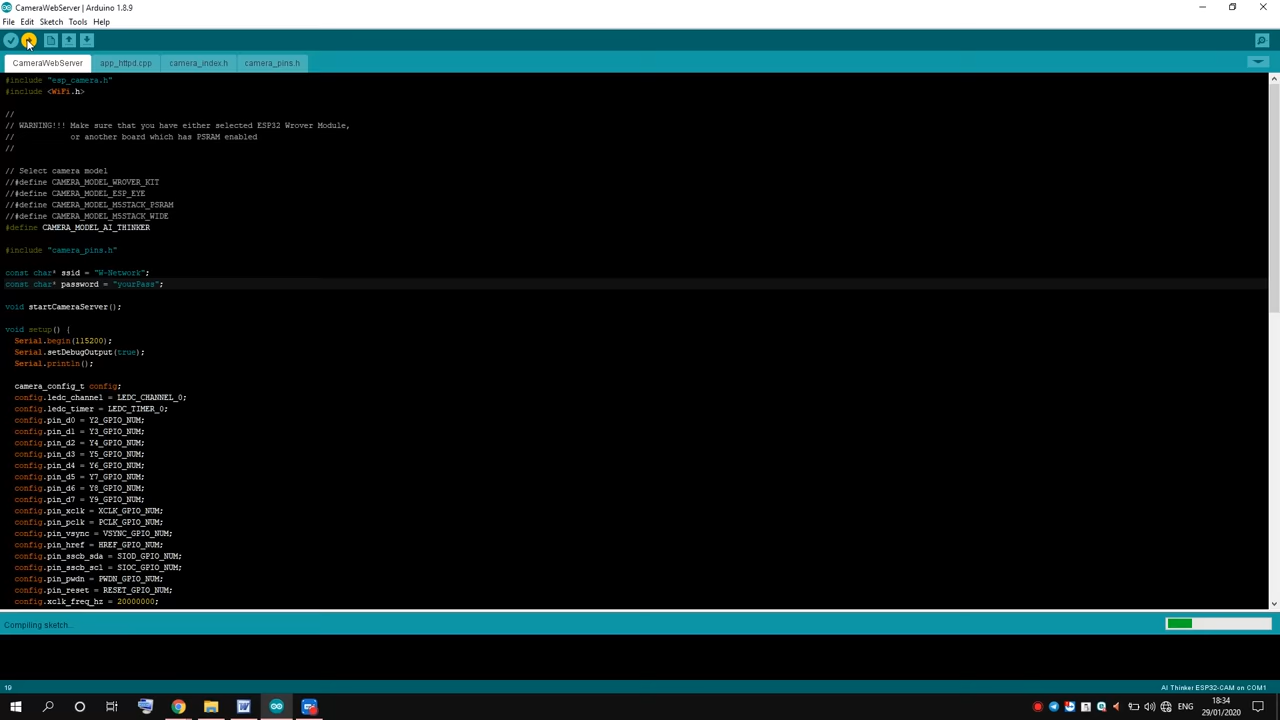 CameraWebServer | Arduino 1.8.9
File Edit Sketch Tools Help
CameraWebServer app_httpd.cpp camera_index.h camera_pins.h
#include "esp_camera.h"
#include <WiFi.h>
//
// WARNING!!! Make sure that you have either selected ESP32 Wrover Module,
// or another board which has PSRAM enabled
//
// Select camera model
//#define CAMERA_MODEL_WROVER_KIT
//#define CAMERA_MODEL_ESP_EYE
//#define CAMERA_MODEL_M5STACK_PSRAM
//#define CAMERA_MODEL_M5STACK_WIDE
#define CAMERA_MODEL_AI_THINKER
#include "camera_pins.h"
const char* ssid = "W-Network";
const char* password = "yourPass";
void startCameraServer();
void setup() {
Serial.begin(115200);
Serial.setDebugOutput(true);
Serial.println();
camera_config_t config;
config.ledc_channel = LEDC_CHANNEL_0;
config.ledc_timer = LEDC_TIMER_0;
config.pin_d0 = Y2_GPIO_NUM;
config.pin_d1 = Y3_GPIO_NUM;
config.pin_d2 = Y4_GPIO_NUM;
config.pin_d3 = Y5_GPIO_NUM;
config.pin_d4 = Y6_GPIO_NUM;
config.pin_d5 = Y7_GPIO_NUM;
config.pin_d6 = Y8_GPIO_NUM;
config.pin_d7 = Y9_GPIO_NUM;
config.pin_xclk = XCLK_GPIO_NUM;
config.pin_pclk = PCLK_GPIO_NUM;
config.pin_vsync = VSYNC_GPIO_NUM;
config.pin_href = HREF_GPIO_NUM;
config.pin_sscb_sda = SIOD_GPIO_NUM;
config.pin_sscb_scl = SIOC_GPIO_NUM;
config.pin_pwdn = PWDN_GPIO_NUM;
config.pin_reset = RESET_GPIO_NUM;
config.xclk_freq_hz = 20000000;
Compiling sketch...
19 AI Thinker ESP32-CAM on COM1
ENG 18:34
29/01/2020